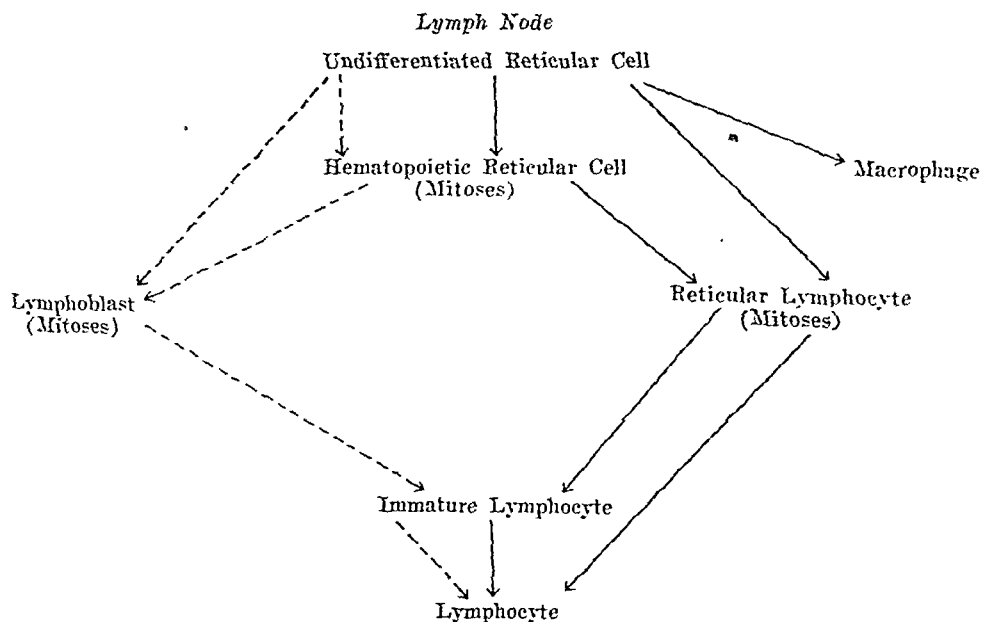 Lymph Node
Undifferentiated Reticular Cell
Hematopoietic Reticular Cell
(Mitoses)
Macrophage
Lymphoblast
(Mitoses)
Reticular Lymphocyte
(Mitoses)
Immature Lymphocyte
Lymphocyte